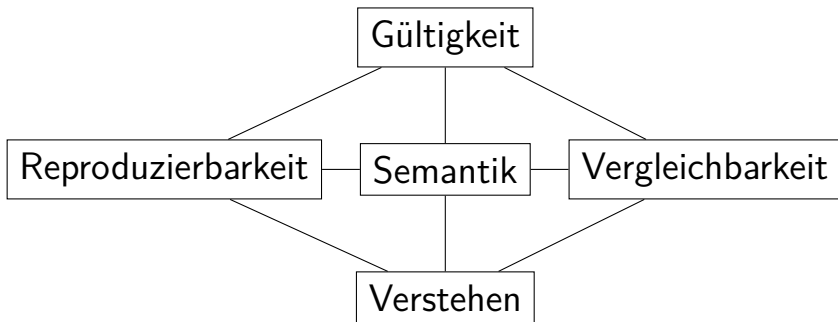 Gültigkeit
Reproduzierbarkeit
Semantik
Vergleichbarkeit
Verstehen